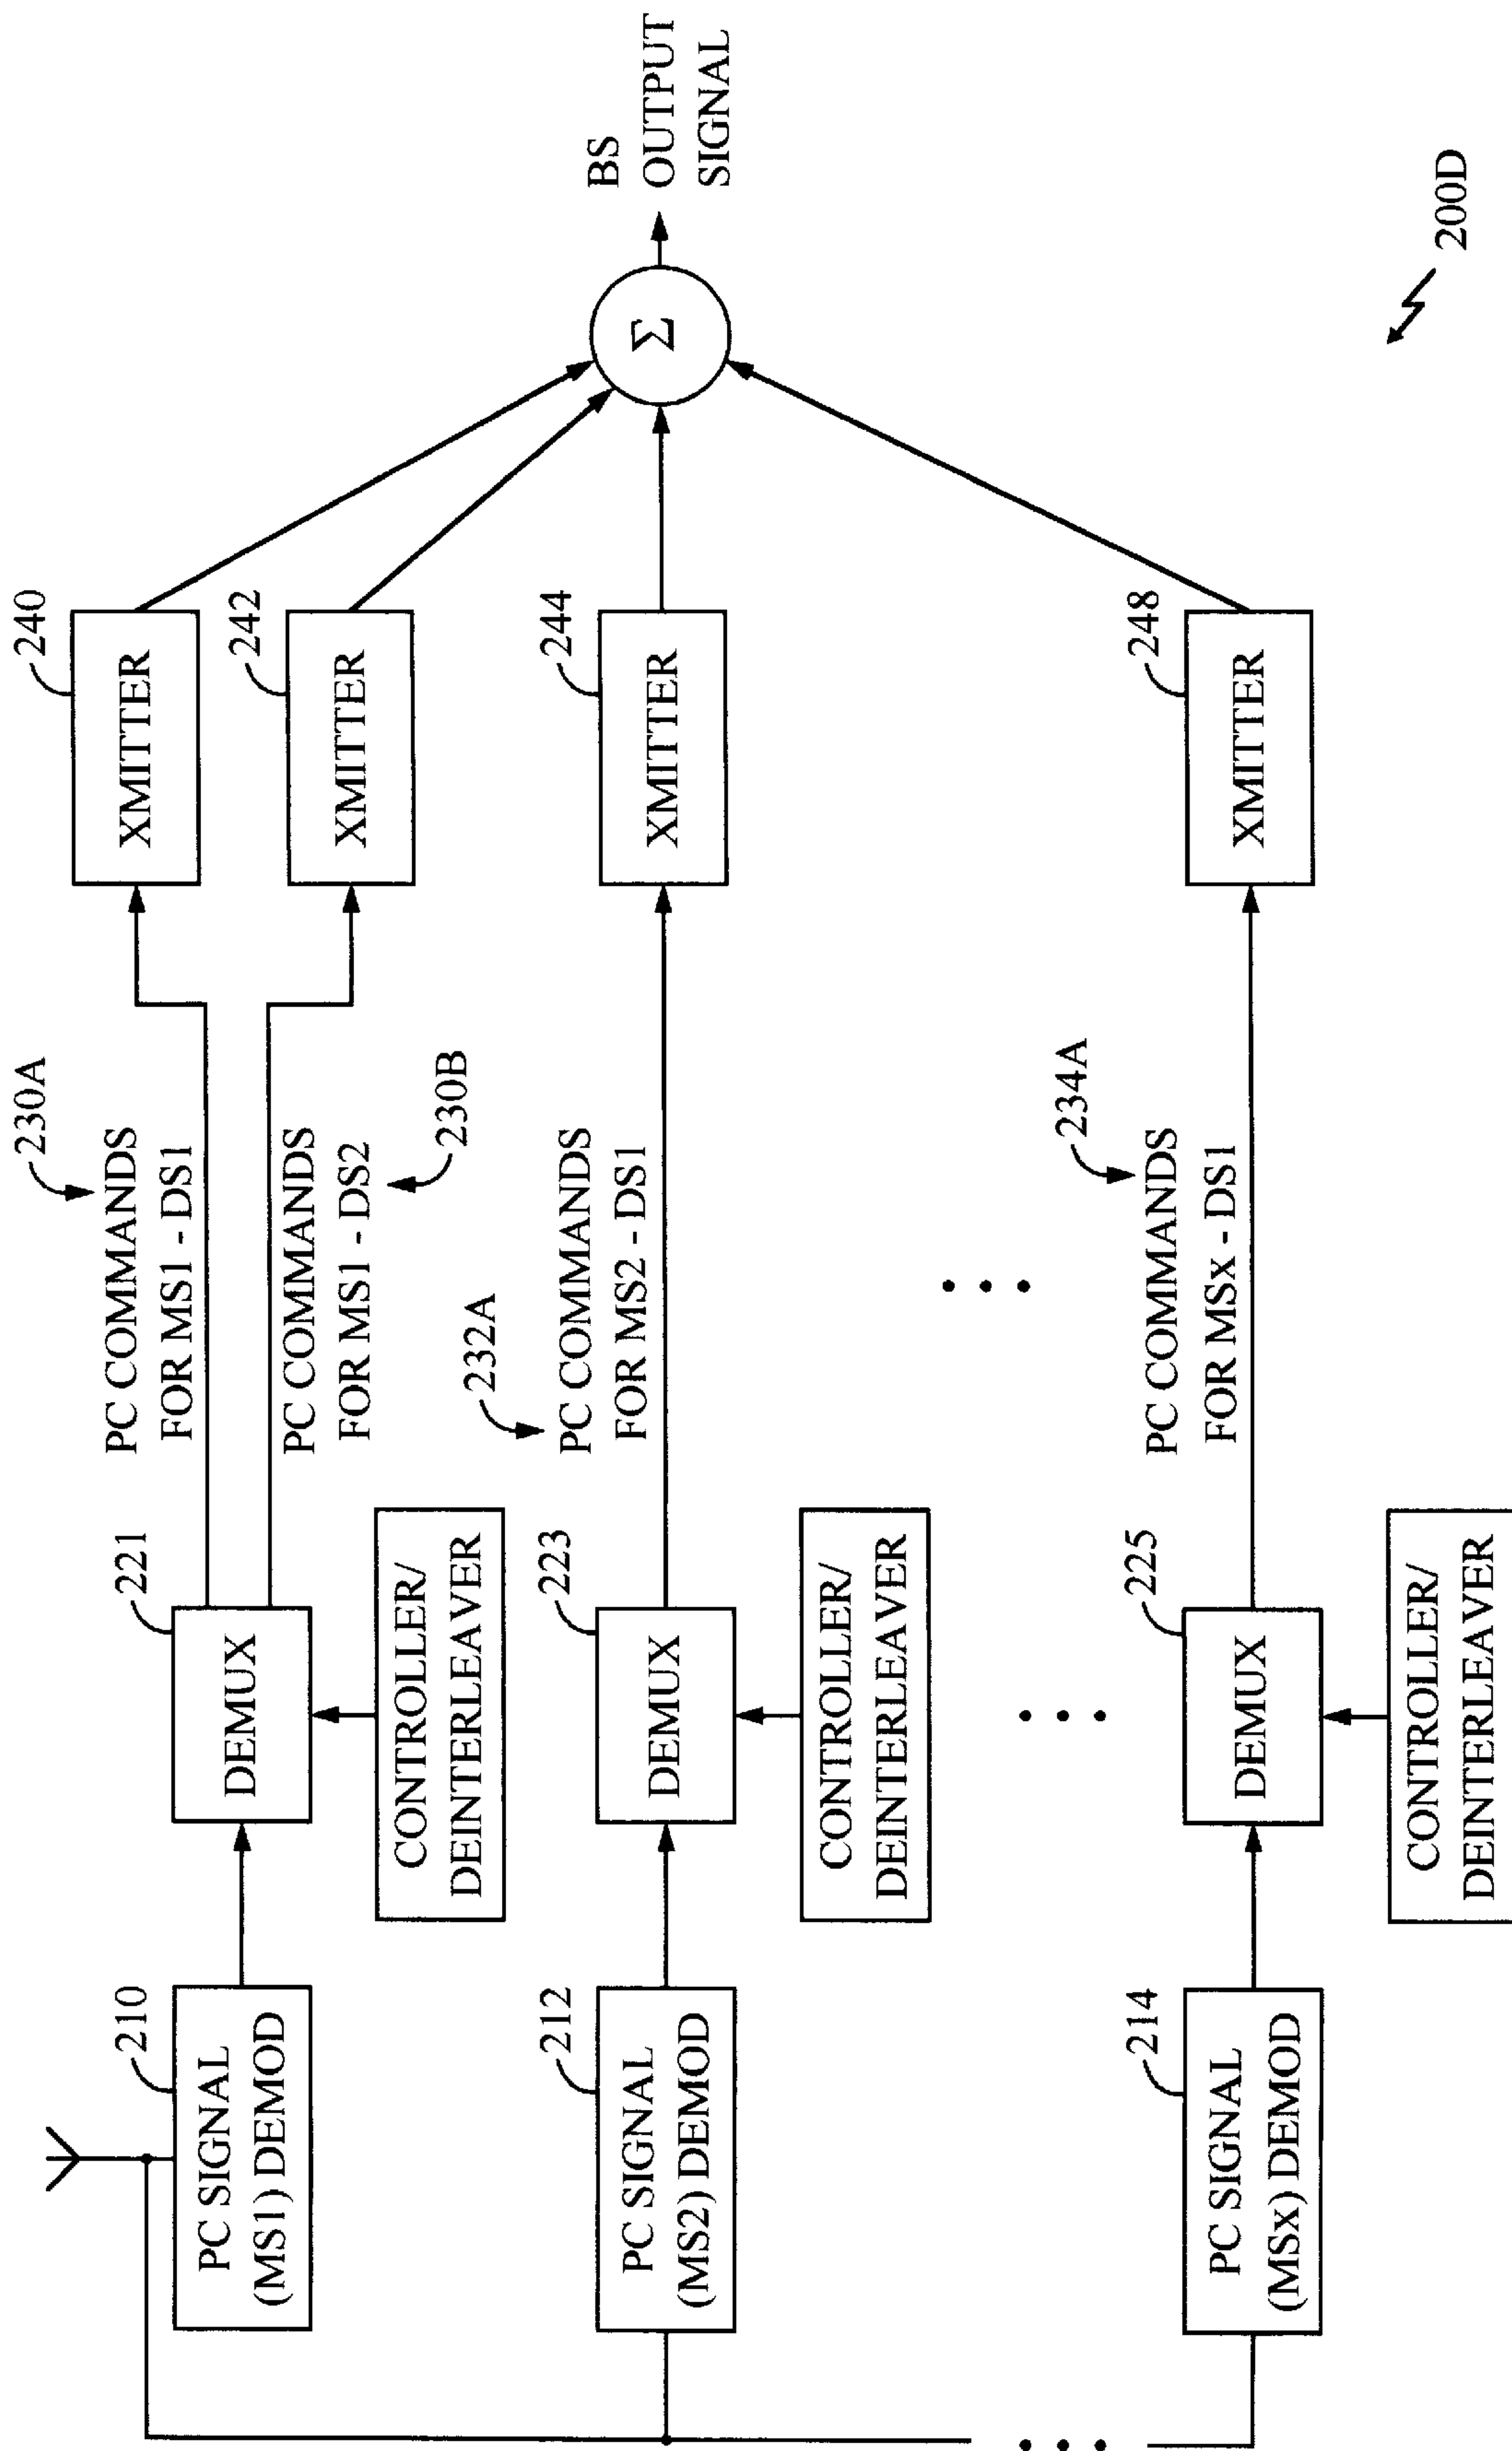 210
PC SIGNAL
(MS1) DEMOD
221
DEMUX
CONTROLLER/
DEINTERLEAVER
230A
PC COMMANDS
FOR MS1 - DS1
PC COMMANDS
FOR MS1 - DS2
230B
240
XMITTER
242
XMITTER
212
PC SIGNAL
(MS2) DEMOD
223
DEMUX
CONTROLLER/
DEINTERLEAVER
232A
PC COMMANDS
FOR MS2 - DS1
244
XMITTER
Σ
BS
OUTPUT
SIGNAL
214
PC SIGNAL
(MSx) DEMOD
225
DEMUX
CONTROLLER/
DEINTERLEAVER
234A
PC COMMANDS
FOR MSx - DS1
248
XMITTER
200D